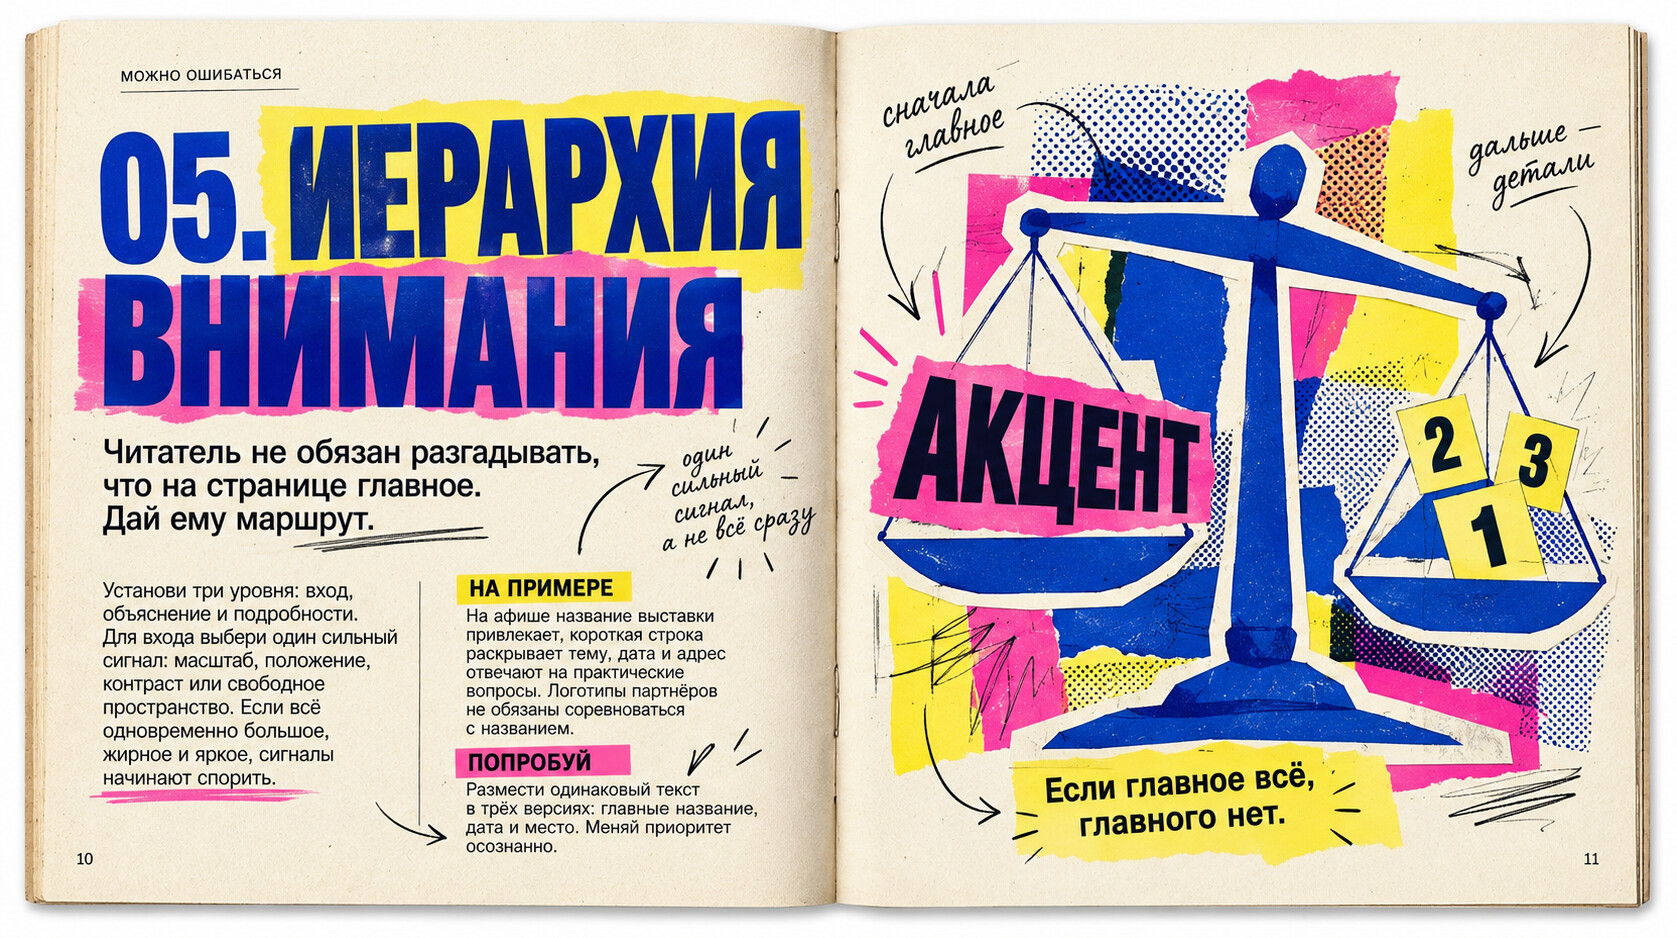 МОЖНО ОШИБАТЬСЯ
05. ИЕРАРХИЯ
ВНИМАНИЯ
Читатель не обязан разгадывать,
что на странице главное.
Дай ему маршрут.
один
сильный
сигнал,
а не всё сразу
Установи три уровня: вход,
объяснение и подробности.
Для входа выбери один сильный
сигнал: масштаб, положение,
контраст или свободное
пространство. Если всё
одновременно большое,
жирное и яркое, сигналы
начинают спорить.
НА ПРИМЕРЕ
На афише название выставки
привлекает, короткая строка
раскрывает тему, дата и адрес
отвечают на практические
вопросы. Логотипы партнёров
не обязаны соревноваться
с названием.
ПОПРОБУЙ
Размести одинаковый текст
в трёх версиях: главные название,
дата и место. Меняй приоритет
осознанно.
10
сначала
главное
дальше —
детали
АКЦЕНТ
2
3
1
Если главное всё,
главного нет.
11